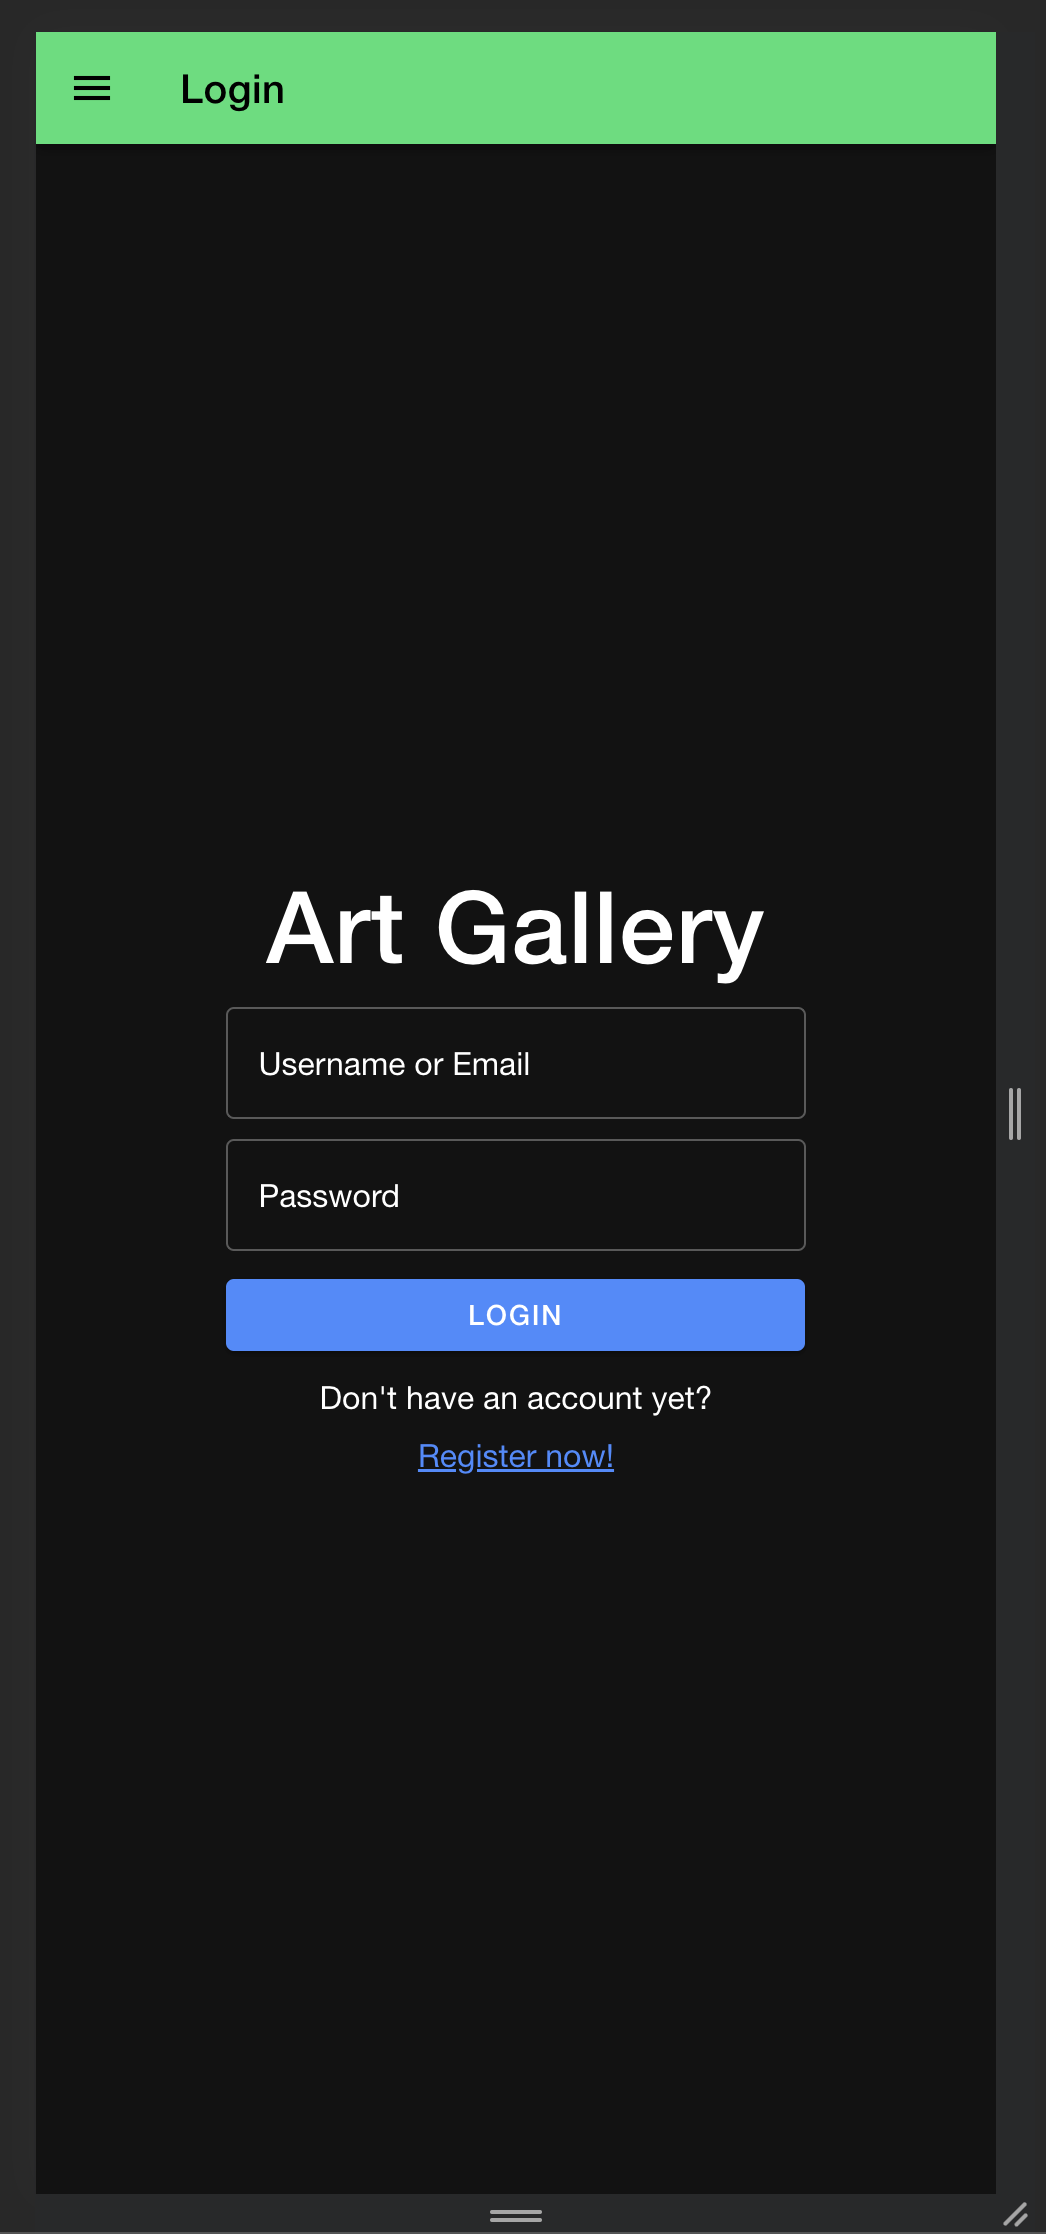 Login
Art Gallery
Username or Email
Password
LOGIN
Don't have an account yet?
Register now!